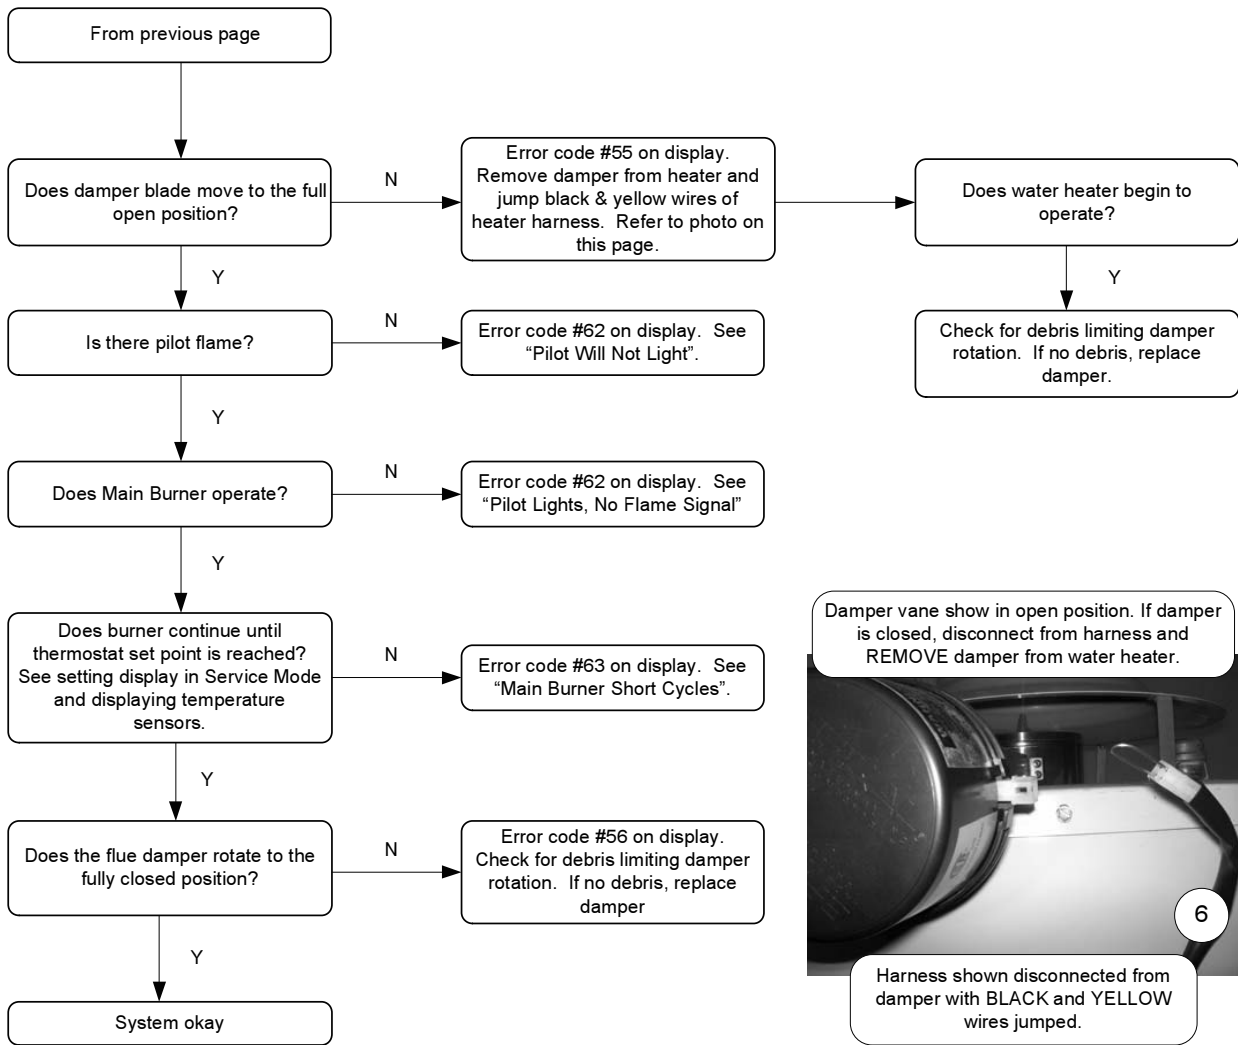 From previous page
Does damper blade move to the full
open position?
N
Error code #55 on display.
Remove damper from heater and
jump black & yellow wires of
heater harness.  Refer to photo on
this page.
Does water heater begin to
operate?
Y
Check for debris limiting damper
rotation.  If no debris, replace
damper.
Y
Is there pilot flame?
N
Error code #62 on display.  See
“Pilot Will Not Light”.
Y
Does Main Burner operate?
N
Error code #62 on display.  See
“Pilot Lights, No Flame Signal”
Y
Does burner continue until
thermostat set point is reached?
See setting display in Service Mode
and displaying temperature
sensors.
N
Error code #63 on display.  See
“Main Burner Short Cycles”.
Y
Does the flue damper rotate to the
fully closed position?
N
Error code #56 on display.
Check for debris limiting damper
rotation.  If no debris, replace
damper
Y
System okay
Damper vane show in open position. If damper
is closed, disconnect from harness and
REMOVE damper from water heater.
6
Harness shown disconnected from
damper with BLACK and YELLOW
wires jumped.